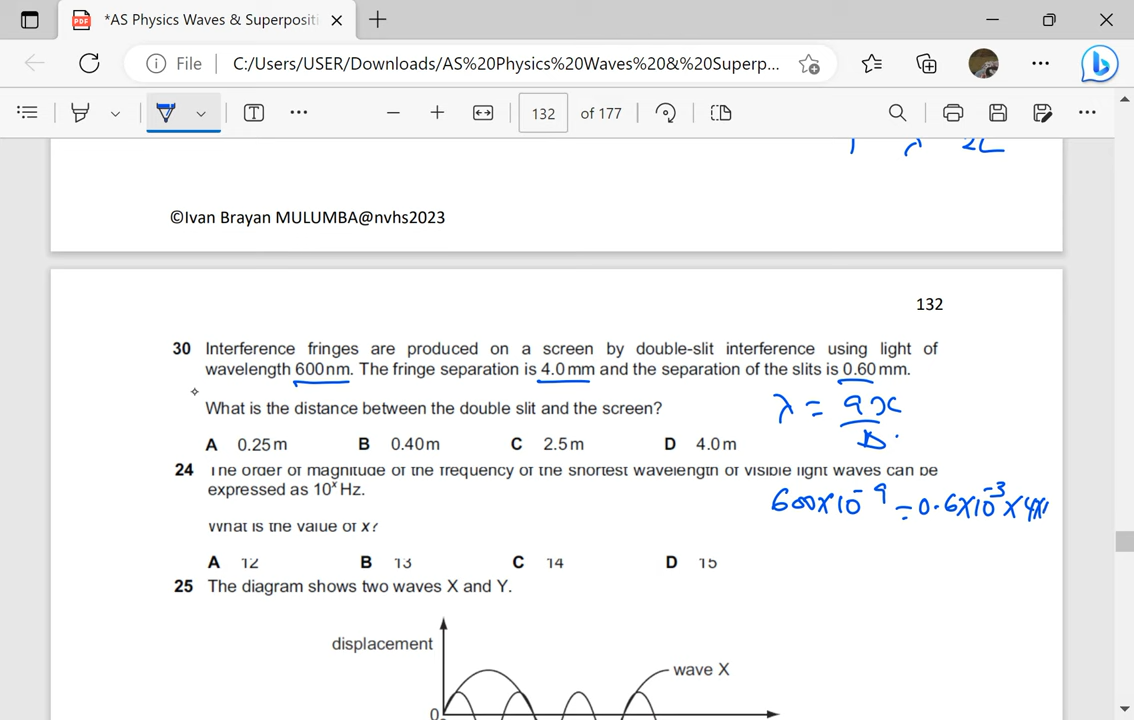 *AS Physics Waves & Superpositi
File C:/Users/USER/Downloads/AS%20Physics%20Waves%20&%20Superp...
132 of 177
2L
©Ivan Brayan MULUMBA@nvhs2023
132
30 Interference fringes are produced on a screen by double-slit interference using light of
wavelength 600 nm. The fringe separation is 4.0 mm and the separation of the slits is 0.60 mm.
What is the distance between the double slit and the screen?
λ = ax
D
A 0.25 m B 0.40 m C 2.5 m D 4.0 m
24 The order of magnitude of the frequency of the shortest wavelength of visible light waves can be
expressed as 10ˣ Hz.
600×10⁻⁹ = 0.6×10⁻³ × 4×1
What is the value of x?
A 12 B 13 C 14 D 15
25 The diagram shows two waves X and Y.
displacement
wave X
0